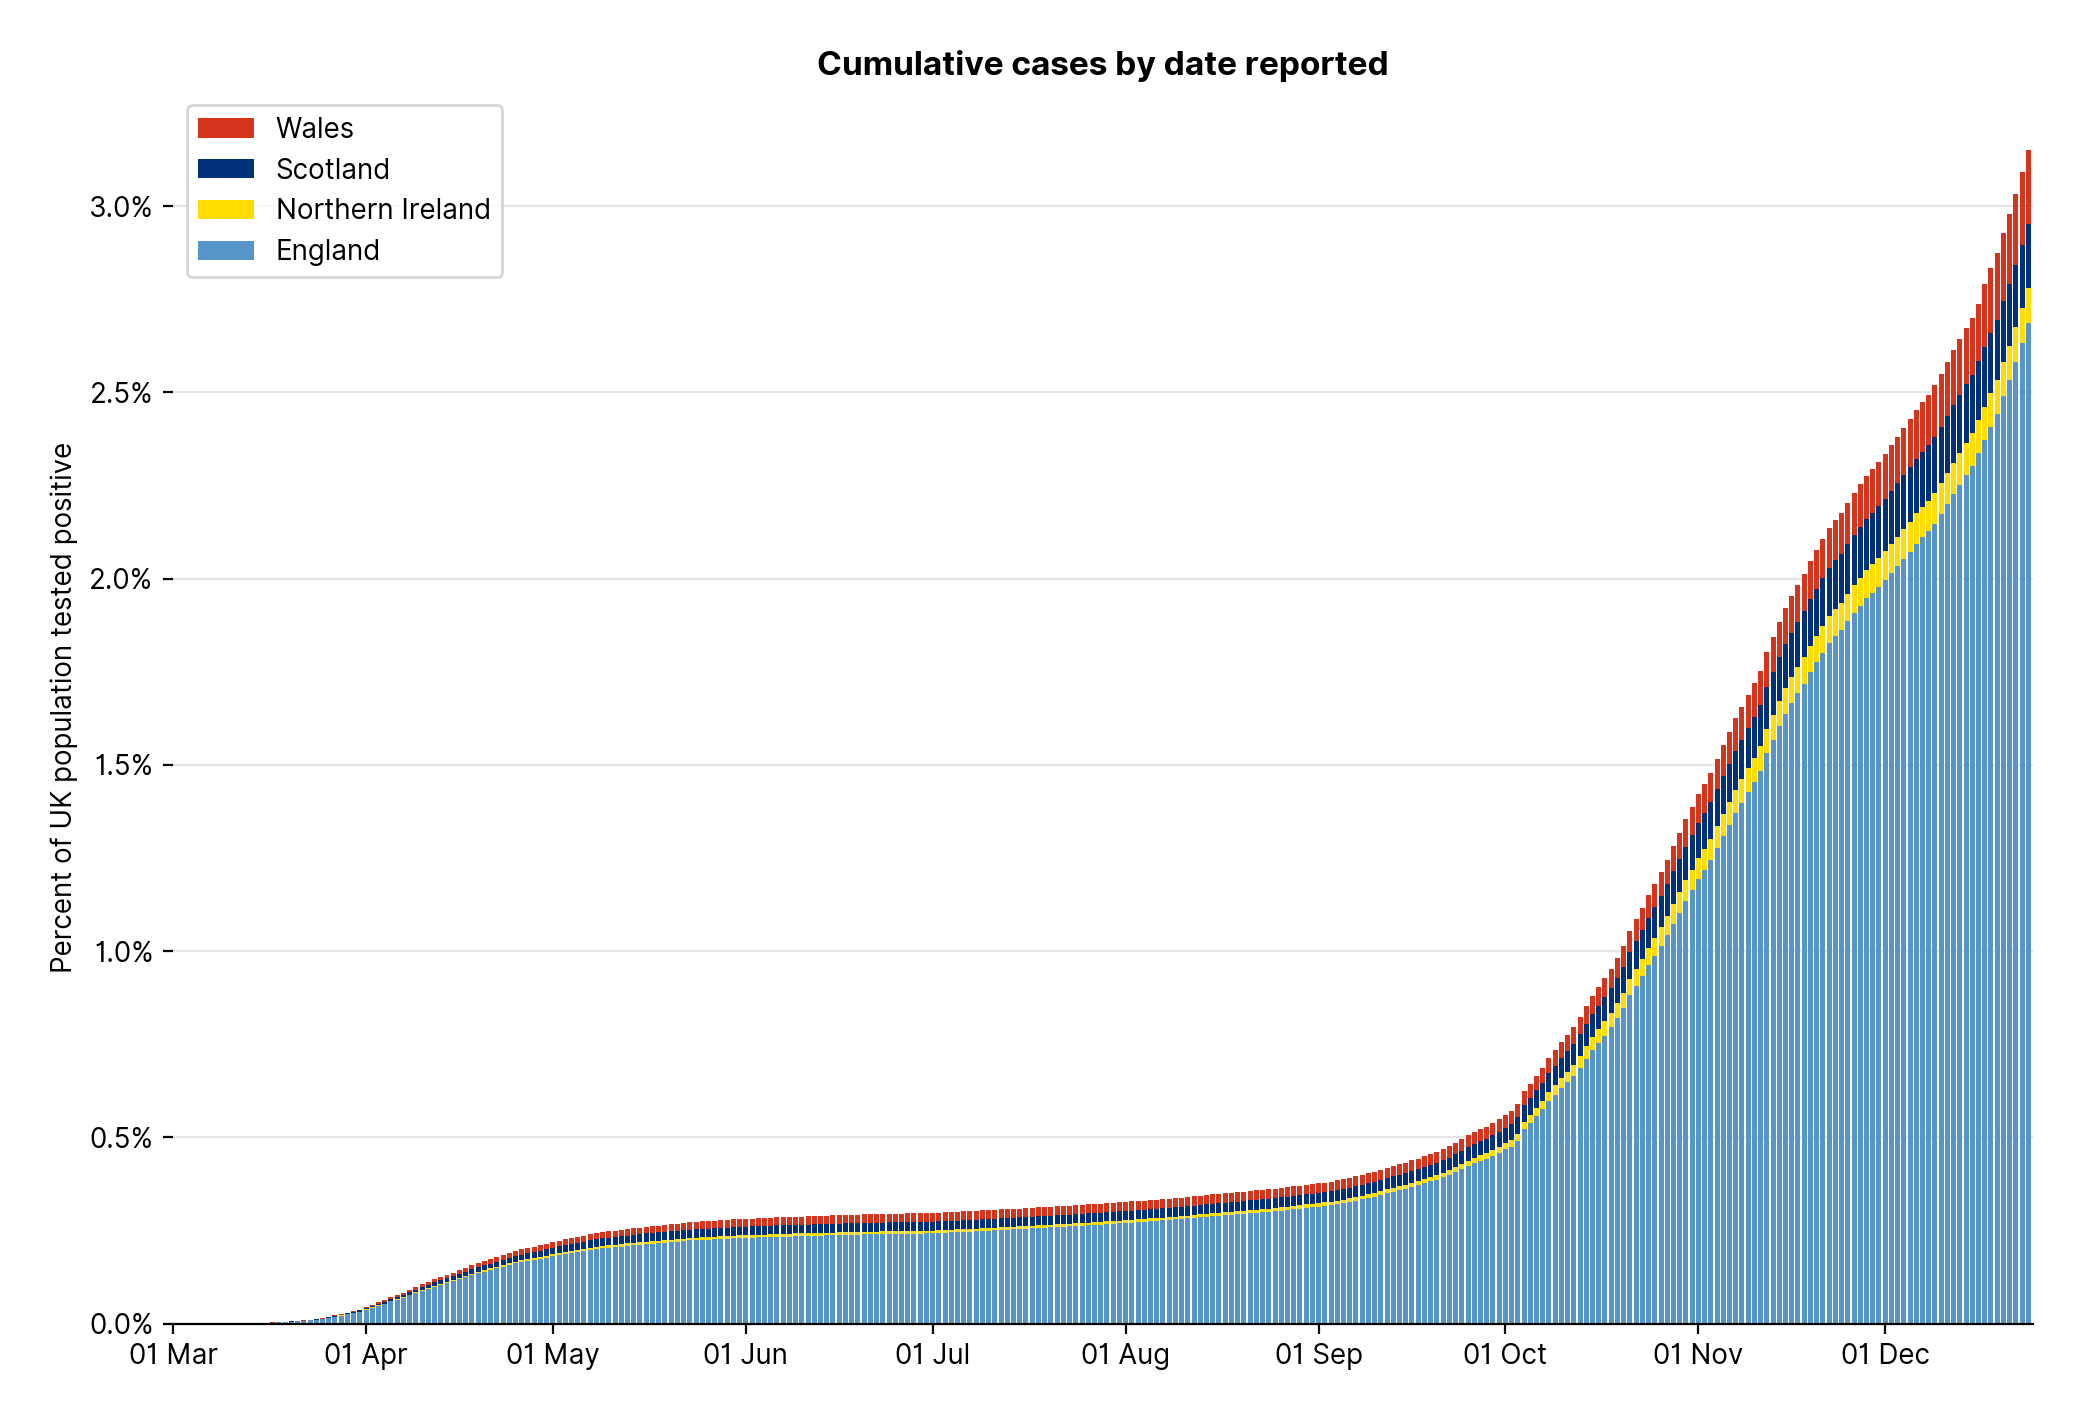 Cumulative cases by date reported
Wales
Scotland
Northern Ireland
England
Percent of UK population tested positive
3.0%
2.5%
2.0%
1.5%
1.0%
0.5%
0.0%
01 Mar 01 Apr 01 May 01 Jun 01 Jul 01 Aug 01 Sep 01 Oct 01 Nov 01 Dec